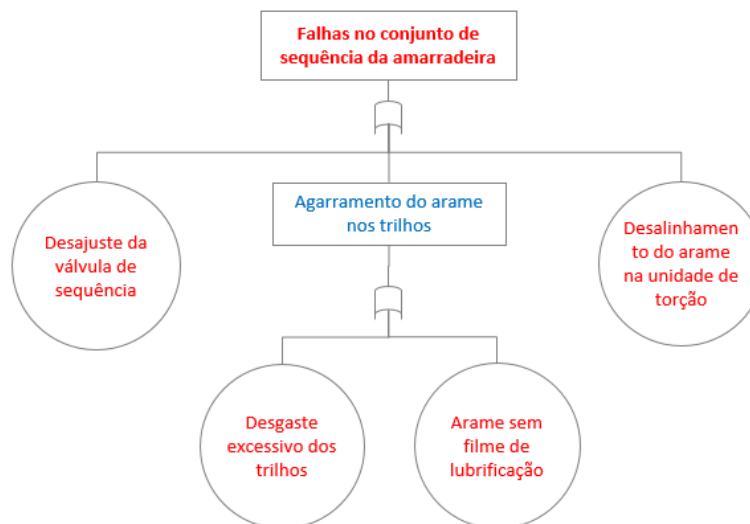 Falhas no conjunto de
sequência da amarradeira
Agarramento do arame
nos trilhos
Desajuste da
válvula de
sequência
Desalinhamen
to do arame
na unidade de
torção
Desgaste
excessivo dos
trilhos
Arame sem
filme de
lubrificação